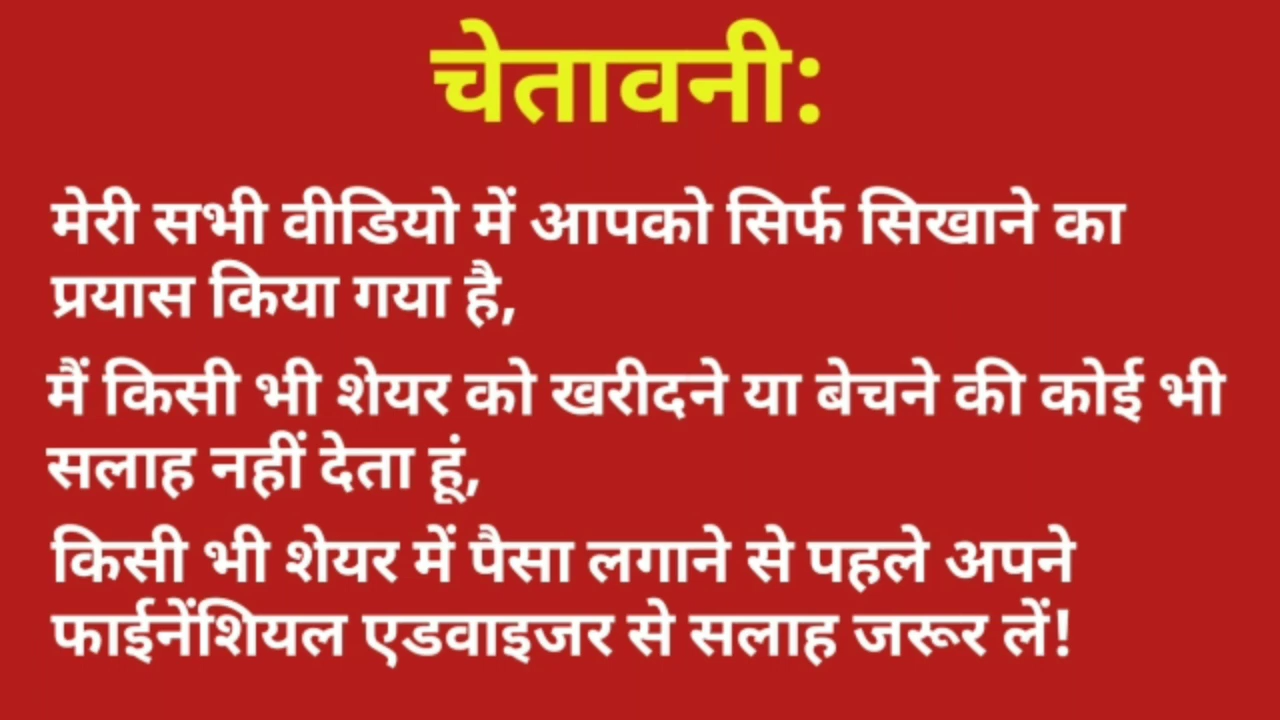 चेतावनी:
मेरी सभी वीडियो में आपको सिर्फ सिखाने का
प्रयास किया गया है,
मैं किसी भी शेयर को खरीदने या बेचने की कोई भी
सलाह नहीं देता हूं,
किसी भी शेयर में पैसा लगाने से पहले अपने
फाईनेंशियल एडवाइजर से सलाह जरूर लें!